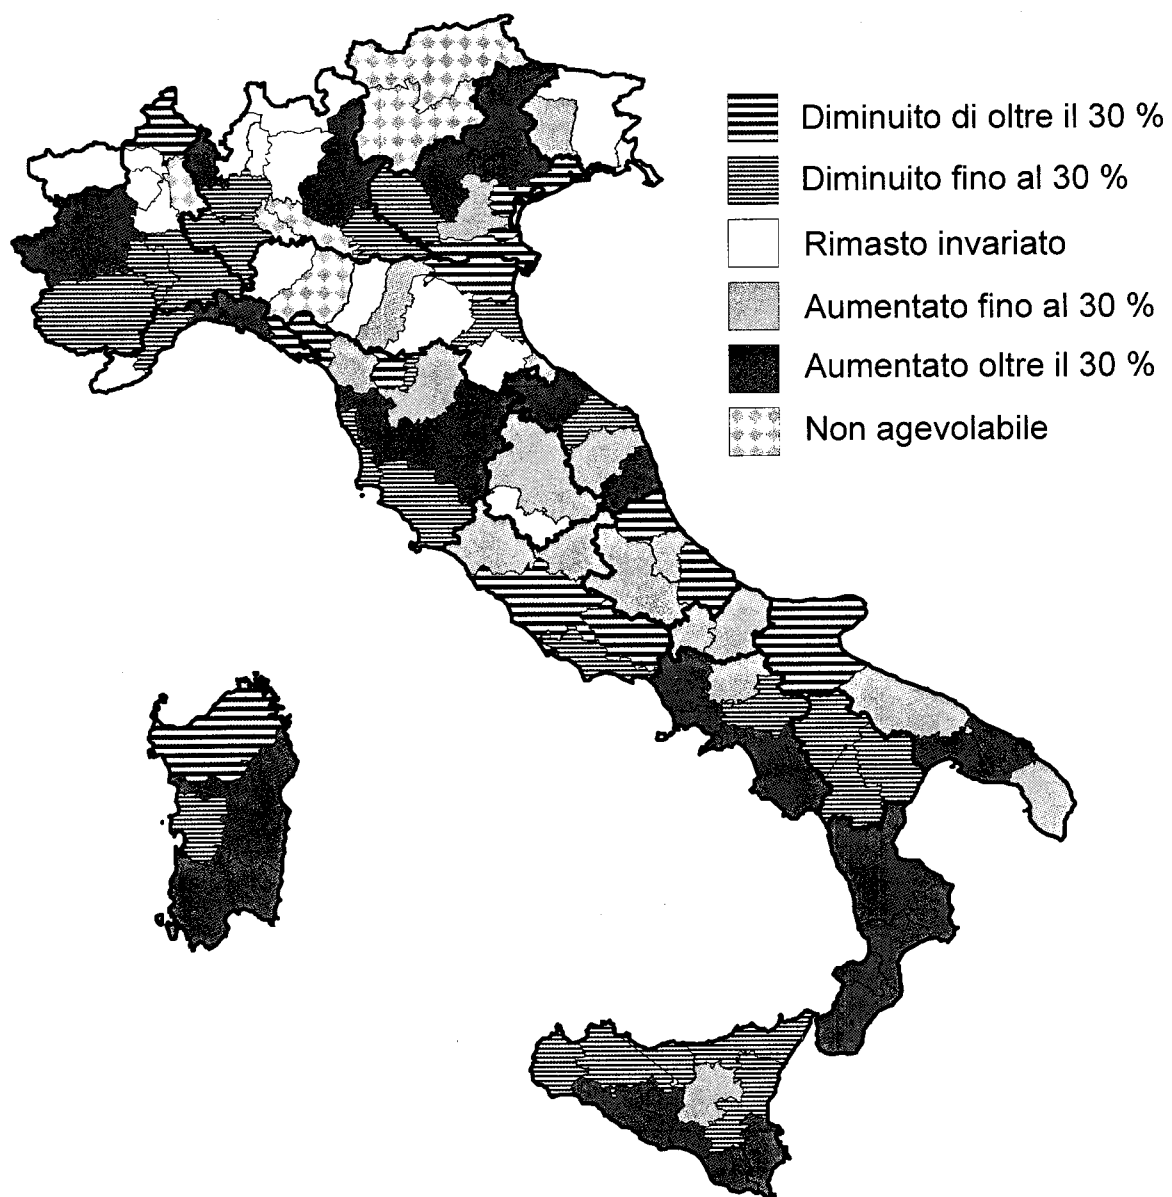 Diminuito di oltre il 30 %
Diminuito fino al 30 %
Rimasto invariato
Aumentato fino al 30 %
Aumentato oltre il 30 %
Non agevolabile